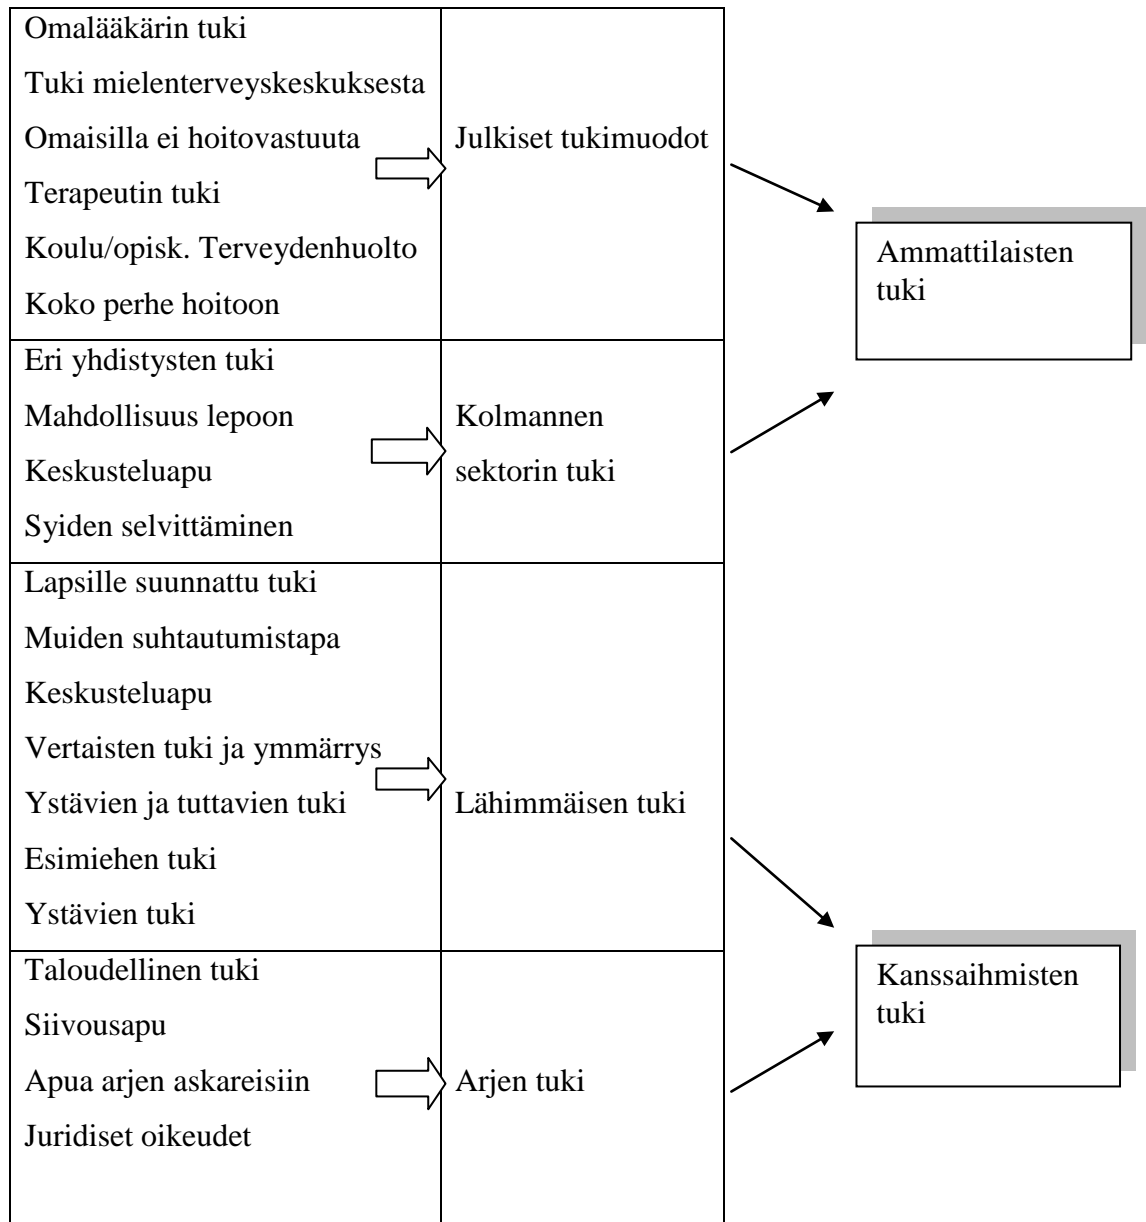 Omalääkärin tuki
Tuki mielenterveyskeskuksesta
Omaisilla ei hoitovastuuta
Terapeutin tuki
Koulu/opisk. Terveydenhuolto
Koko perhe hoitoon
Julkiset tukimuodot
Eri yhdistysten tuki
Mahdollisuus lepoon
Keskusteluapu
Syiden selvittäminen
Kolmannen
sektorin tuki
Ammattilaisten
tuki
Lapsille suunnattu tuki
Muiden suhtautumistapa
Keskusteluapu
Vertaisten tuki ja ymmärrys
Ystävien ja tuttavien tuki
Esimiehen tuki
Ystävien tuki
Lähimmäisen tuki
Taloudellinen tuki
Siivousapu
Apua arjen askareisiin
Juridiset oikeudet
Arjen tuki
Kanssaihmisten
tuki